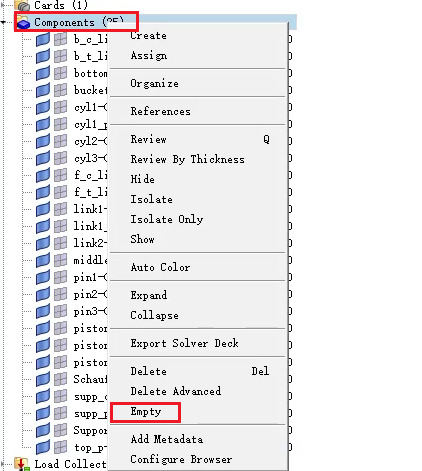 Cards (1)
Components (25)
b_c_li
b_t_li
bottom
bucket
cyl1-
cyl1_p
cyl2-
cyl3-
f_c_li
f_t_li
link1-
link1_
link2-
middle
pin1-
pin2-
pin3-
piston
piston
piston
Schauf
supp_
supp_p
Suppor
top_p
Load Collec
Create
Assign
Organize
References
Review Q
Review By Thickness
Hide
Isolate
Isolate Only
Show
Auto Color
Expand
Collapse
Export Solver Deck
Delete Del
Delete Advanced
Empty
Add Metadata
Configure Browser